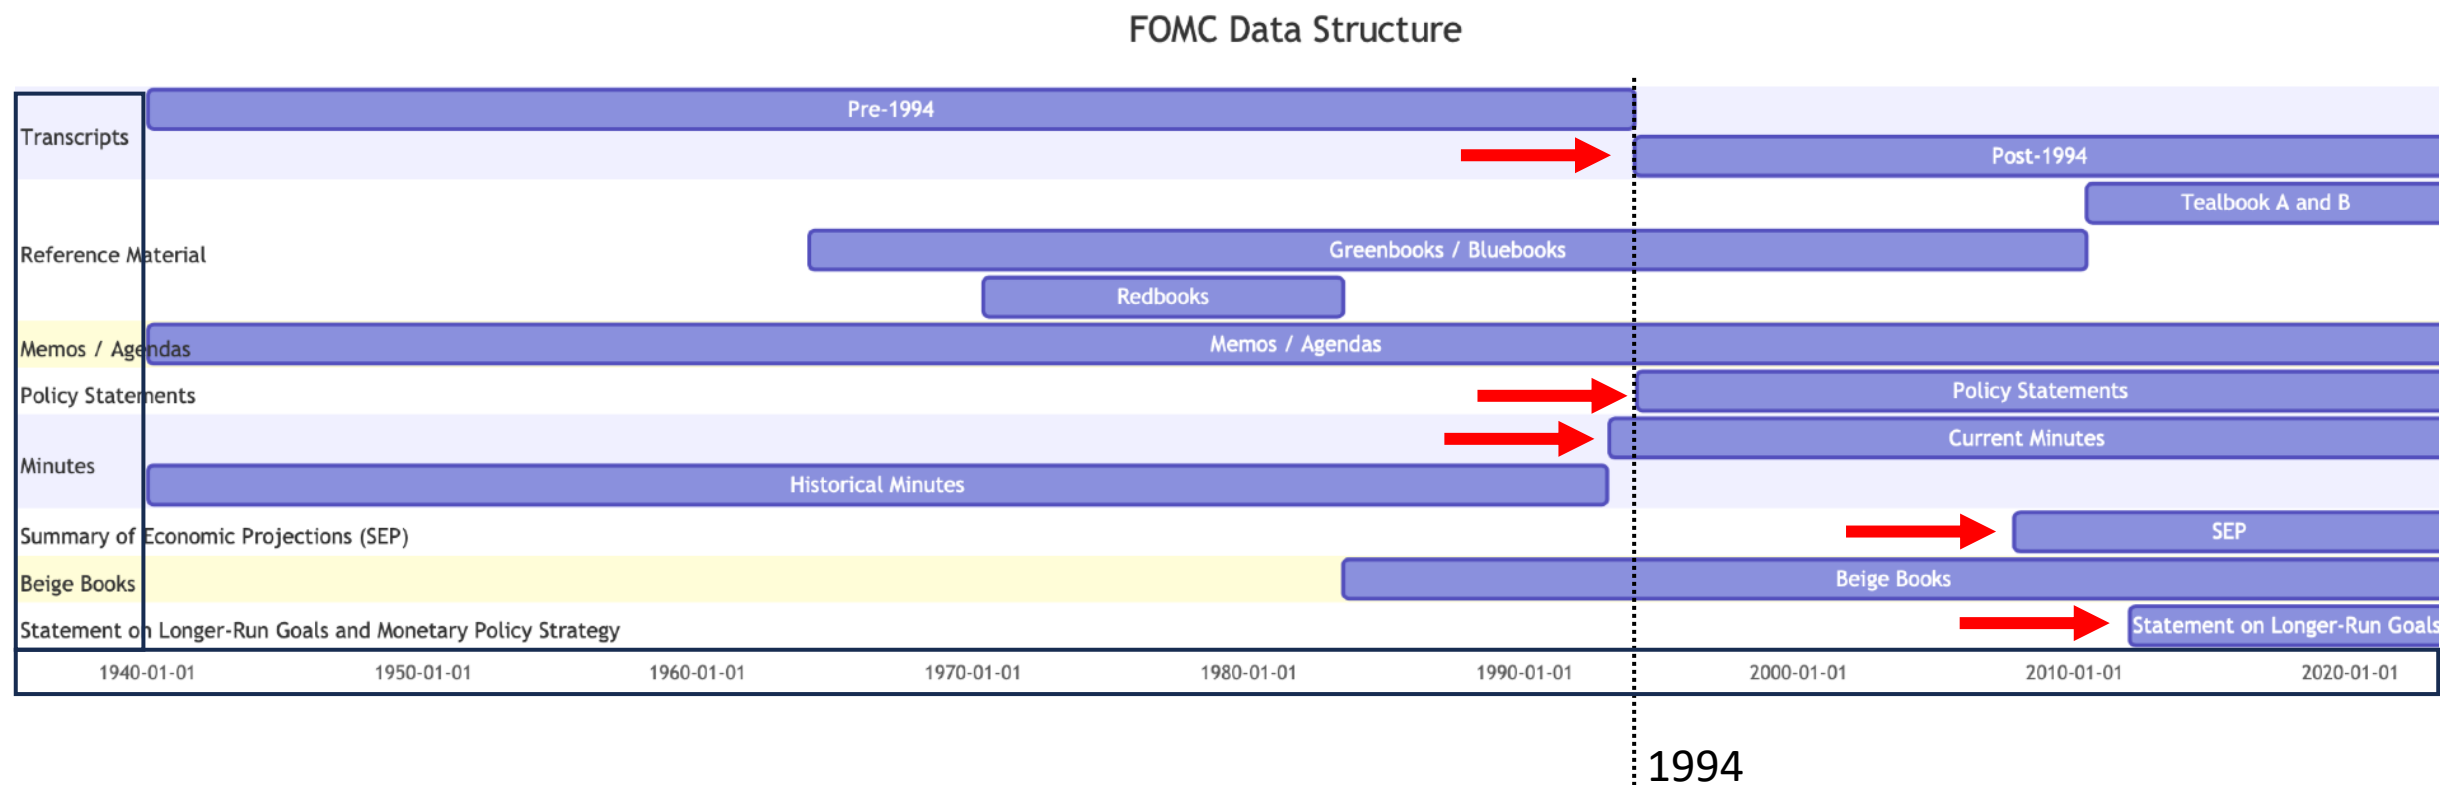 FOMC Data Structure
Pre-1994
Transcripts
Post-1994
Tealbook A and B
Reference Material
Greenbooks / Bluebooks
Redbooks
Memos / Agendas
Memos / Agendas
Policy Statements
Policy Statements
Current Minutes
Minutes
Historical Minutes
Summary of Economic Projections (SEP)
SEP
Beige Books
Beige Books
Statement on Longer-Run Goals and Monetary Policy Strategy
Statement on Longer-Run Goals
1940-01-01 1950-01-01 1960-01-01 1970-01-01 1980-01-01 1990-01-01 2000-01-01 2010-01-01 2020-01-01
1994